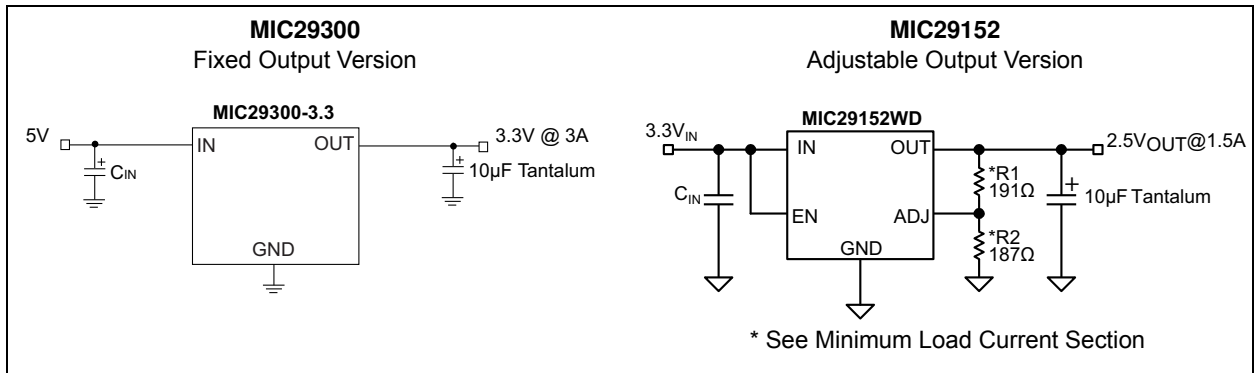 MIC29300
Fixed Output Version
MIC29300-3.3
5V
IN
OUT
3.3V @ 3A
+
CIN
+
10µF Tantalum
GND
MIC29152
Adjustable Output Version
MIC29152WD
3.3VIN
IN
OUT
2.5VOUT@1.5A
*R1
191Ω
CIN
+
10µF Tantalum
EN
ADJ
*R2
187Ω
GND
* See Minimum Load Current Section